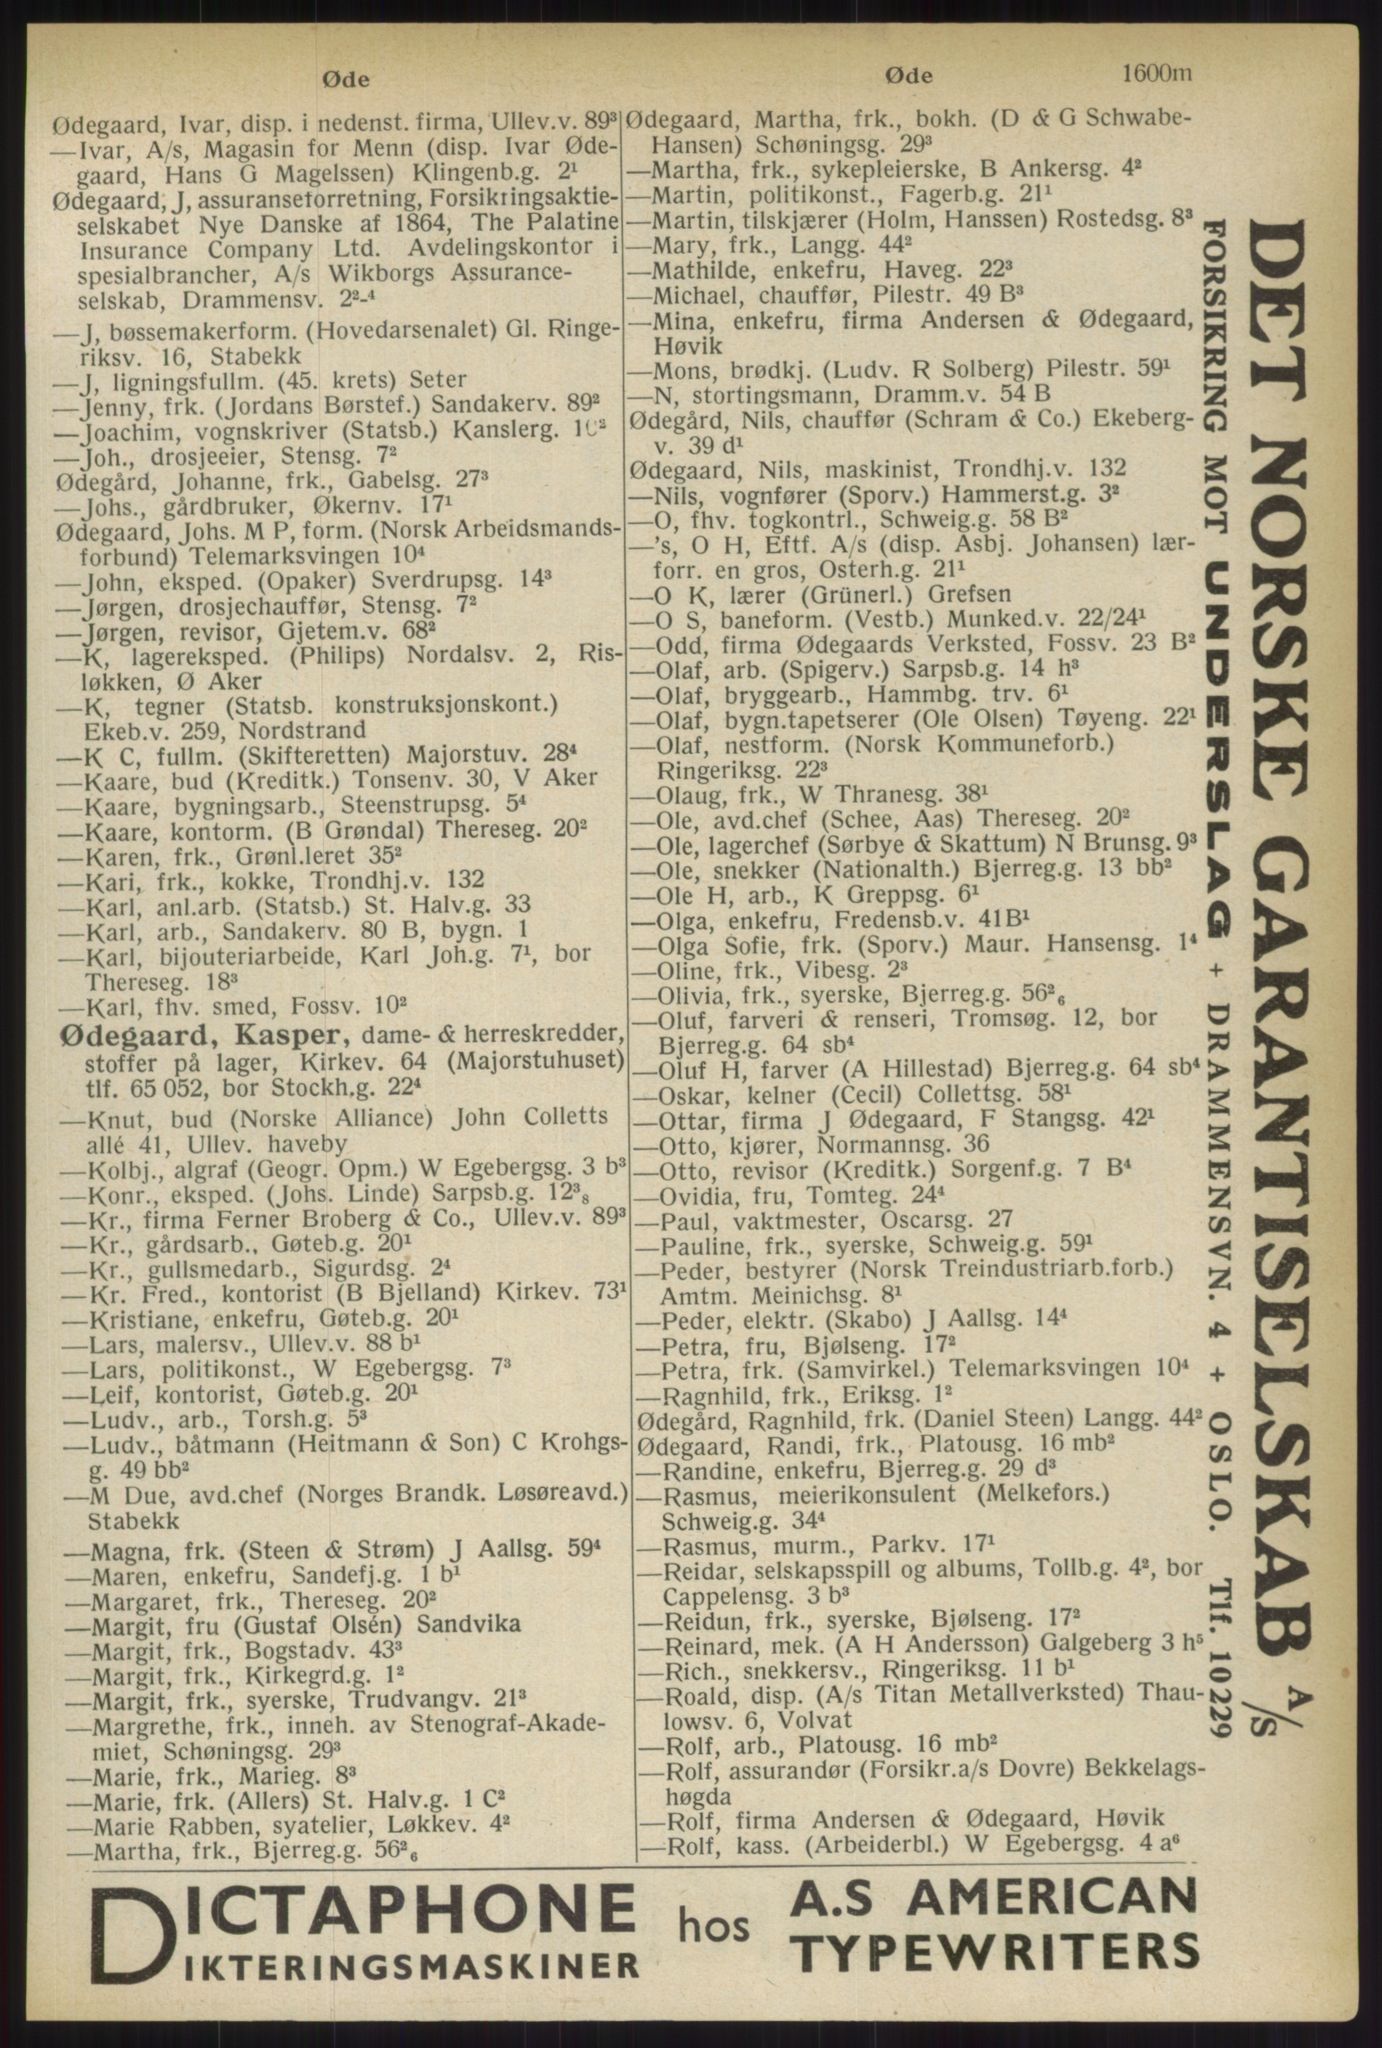 Øde
Ødegaard, Ivar, disp. i nedenst. firma, Ullev.v. 89³
—Ivar, A/s, Magasin for Menn (disp. Ivar Øde-
gaard, Hans G Magelssen) Klingenb.g. 2¹
Ødegaard, J, assuranseforretning, Forsikringsaktie-
selskabet Nye Danske af 1864, The Palatine
Insurance Company Ltd. Avdelingskontor i
spesialbrancher, A/s Wikborgs Assurance-
selskab, Drammensv. 2²-⁴
—J, bøssemakerform. (Hovedarsenalet) Gl. Ringe-
riksv. 16, Stabekk
—J, ligningsfullm. (45. krets) Seter
—Jenny, frk. (Jordans Børstef.) Sandakerv. 89²
—Joachim, vognskriver (Statsb.) Kanslerg. 10²
—Joh., drosjeeier, Stensg. 7²
Ødegård, Johanne, frk., Gabelsg. 27³
—Johs., gårdbruker, Økernv. 17¹
Ødegaard, Johs. M P, form. (Norsk Arbeidsmands-
forbund) Telemarksvingen 10⁴
—John, eksped. (Opaker) Sverdrupsg. 14³
—Jørgen, drosjechauffør, Stensg. 7²
—Jørgen, revisor, Gjetem.v. 68²
—K, lagereksped. (Philips) Nordalsv. 2, Ris-
løkken, Ø Aker
—K, tegner (Statsb. konstruksjonskont.)
Ekeb.v. 259, Nordstrand
—K C, fullm. (Skifteretten) Majorstuv. 28⁴
—Kaare, bud (Kreditk.) Tonsenv. 30, V Aker
—Kaare, bygningsarb., Steenstrupsg. 5⁴
—Kaare, kontorm. (B Grøndal) Thereseg. 20²
—Karen, frk., Grønl.leret 35²
—Kari, frk., kokke, Trondhj.v. 132
—Karl, anl.arb. (Statsb.) St. Halv.g. 33
—Karl, arb., Sandakerv. 80 B, bygn. 1
—Karl, bijouteriarbeide, Karl Joh.g. 7¹, bor
Thereseg. 18³
—Karl, fhv. smed, Fossv. 10²
Ødegaard, Kasper, dame- & herreskredder,
stoffer på lager, Kirkev. 64 (Majorstuhuset)
tlf. 65 052, bor Stockh.g. 22⁴
—Knut, bud (Norske Alliance) John Colletts
allé 41, Ullev. haveby
—Kolbj., algraf (Geogr. Opm.) W Egebergsg. 3 b³
—Konr., eksped. (Johs. Linde) Sarpsb.g. 12³₈
—Kr., firma Ferner Broberg & Co., Ullev.v. 89³
—Kr., gårdsarb., Gøteb.g. 20¹
—Kr., gullsmedarb., Sigurdsg. 2⁴
—Kr. Fred., kontorist (B Bjelland) Kirkev. 73¹
—Kristiane, enkefru, Gøteb.g. 20¹
—Lars, malersv., Ullev.v. 88 b¹
—Lars, politikonst., W Egebergsg. 7³
—Leif, kontorist, Gøteb.g. 20¹
—Ludv., arb., Torsh.g. 5³
—Ludv., båtmann (Heitmann & Son) C Krohgs-
g. 49 bb²
—M Due, avd.chef (Norges Brandk. Løsøreavd.)
Stabekk
—Magna, frk. (Steen & Strøm) J Aallsg. 59⁴
—Maren, enkefru, Sandefj.g. 1 b¹
—Margaret, frk., Thereseg. 20²
—Margit, fru (Gustaf Olsén) Sandvika
—Margit, frk., Bogstadv. 43³
—Margit, frk., Kirkegrd.g. 1²
—Margit, frk., syerske, Trudvangv. 21³
—Margrethe, frk., inneh. av Stenograf-Akade-
miet, Schøningsg. 29³
—Marie, frk., Marieg. 8³
—Marie, frk. (Allers) St. Halv.g. 1 C²
—Marie Rabben, syatelier, Løkkev. 4²
—Martha, frk., Bjerreg.g. 56²₆
Øde 1600m
Ødegaard, Martha, frk., bokh. (D & G Schwabe-
Hansen) Schøningsg. 29³
—Martha, frk., sykepleierske, B Ankersg. 4²
—Martin, politikonst., Fagerb.g. 21¹
—Martin, tilskjærer (Holm, Hanssen) Rostedsg. 8³
—Mary, frk., Langg. 44²
—Mathilde, enkefru, Haveg. 22³
—Michael, chauffør, Pilestr. 49 B³
—Mina, enkefru, firma Andersen & Ødegaard,
Høvik
—Mons, brødkj. (Ludv. R Solberg) Pilestr. 59¹
—N, stortingsmann, Dramm.v. 54 B
Ødegård, Nils, chauffør (Schram & Co.) Ekeberg-
v. 39 d¹
Ødegaard, Nils, maskinist, Trondhj.v. 132
—Nils, vognfører (Sporv.) Hammerst.g. 3²
—O, fhv. togkontrl., Schweig.g. 58 B²
—'s, O H, Eftf. A/s (disp. Asbj. Johansen) lær-
forr. en gros, Osterh.g. 21¹
—O K, lærer (Grünerl.) Grefsen
—O S, baneform. (Vestb.) Munked.v. 22/24¹
—Odd, firma Ødegaards Verksted, Fossv. 23 B²
—Olaf, arb. (Spigerv.) Sarpsb.g. 14 h³
—Olaf, bryggearb., Hammbg. trv. 6¹
—Olaf, bygn.tapetserer (Ole Olsen) Tøyeng. 22¹
—Olaf, nestform. (Norsk Kommuneforb.)
Ringeriksg. 22³
—Olaug, frk., W Thranesg. 38¹
—Ole, avd.chef (Schee, Aas) Thereseg. 20²
—Ole, lagerchef (Sørbye & Skattum) N Brunsg. 9³
—Ole, snekker (Nationalth.) Bjerreg.g. 13 bb²
—Ole H, arb., K Greppsg. 6¹
—Olga, enkefru, Fredensb.v. 41B¹
—Olga Sofie, frk. (Sporv.) Maur. Hansensg. 1⁴
—Oline, frk., Vibesg. 2³
—Olivia, frk., syerske, Bjerreg.g. 56²₆
—Oluf, farveri & renseri, Tromsøg. 12, bor
Bjerreg.g. 64 sb⁴
—Oluf H, farver (A Hillestad) Bjerreg.g. 64 sb⁴
—Oskar, kelner (Cecil) Collettsg. 58¹
—Ottar, firma J Ødegaard, F Stangsg. 42¹
—Otto, kjører, Normannsg. 36
—Otto, revisor (Kreditk.) Sorgenf.g. 7 B⁴
—Ovidia, fru, Tomteg. 24⁴
—Paul, vaktmester, Oscarsg. 27
—Pauline, frk., syerske, Schweig.g. 59¹
—Peder, bestyrer (Norsk Treindustriarb.forb.)
Amtm. Meinichsg. 8¹
—Peder, elektr. (Skabo) J Aallsg. 14⁴
—Petra, fru, Bjølseng. 17²
—Petra, frk. (Samvirkel.) Telemarksvingen 10⁴
—Ragnhild, frk., Eriksg. 1²
Ødegård, Ragnhild, frk. (Daniel Steen) Langg. 44²
Ødegaard, Randi, frk., Platousg. 16 mb²
—Randine, enkefru, Bjerreg.g. 29 d³
—Rasmus, meierikonsulent (Melkefors.)
Schweig.g. 34⁴
—Rasmus, murm., Parkv. 17¹
—Reidar, selskapsspill og albums, Tollb.g. 4², bor
Cappelensg. 3 b³
—Reidun, frk., syerske, Bjølseng. 17²
—Reinard, mek. (A H Andersson) Galgeberg 3 h⁵
—Rich., snekkersv., Ringeriksg. 11 b¹
—Roald, disp. (A/s Titan Metallverksted) Thau-
lowsv. 6, Volvat
—Rolf, arb., Platousg. 16 mb²
—Rolf, assurandør (Forsikr.a/s Dovre) Bekkelags-
høgda
—Rolf, firma Andersen & Ødegaard, Høvik
—Rolf, kass. (Arbeiderbl.) W Egebergsg. 4 a⁶
DET NORSKE GARANTISELSKAB A/S
FORSIKRING MOT UNDERSLAG + DRAMMENSVN. 4 + OSLO. Tlf. 10229
DICTAPHONE
DIKTERINGSMASKINER
hos
A.S AMERICAN
TYPEWRITERS